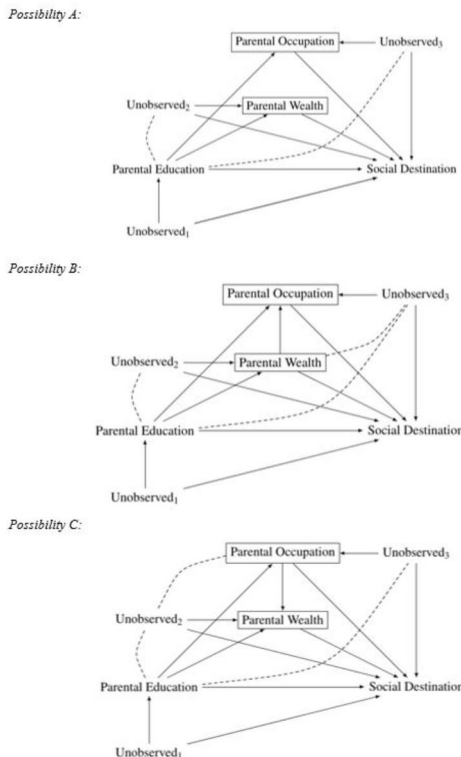 Possibility A:
Parental Occupation
Unobserved3
Unobserved2
Parental Wealth
Parental Education
Social Destination
Unobserved1
Possibility B:
Parental Occupation
Unobserved3
Unobserved2
Parental Wealth
Parental Education
Social Destination
Unobserved1
Possibility C:
Parental Occupation
Unobserved3
Unobserved2
Parental Wealth
Parental Education
Social Destination
Unobserved1